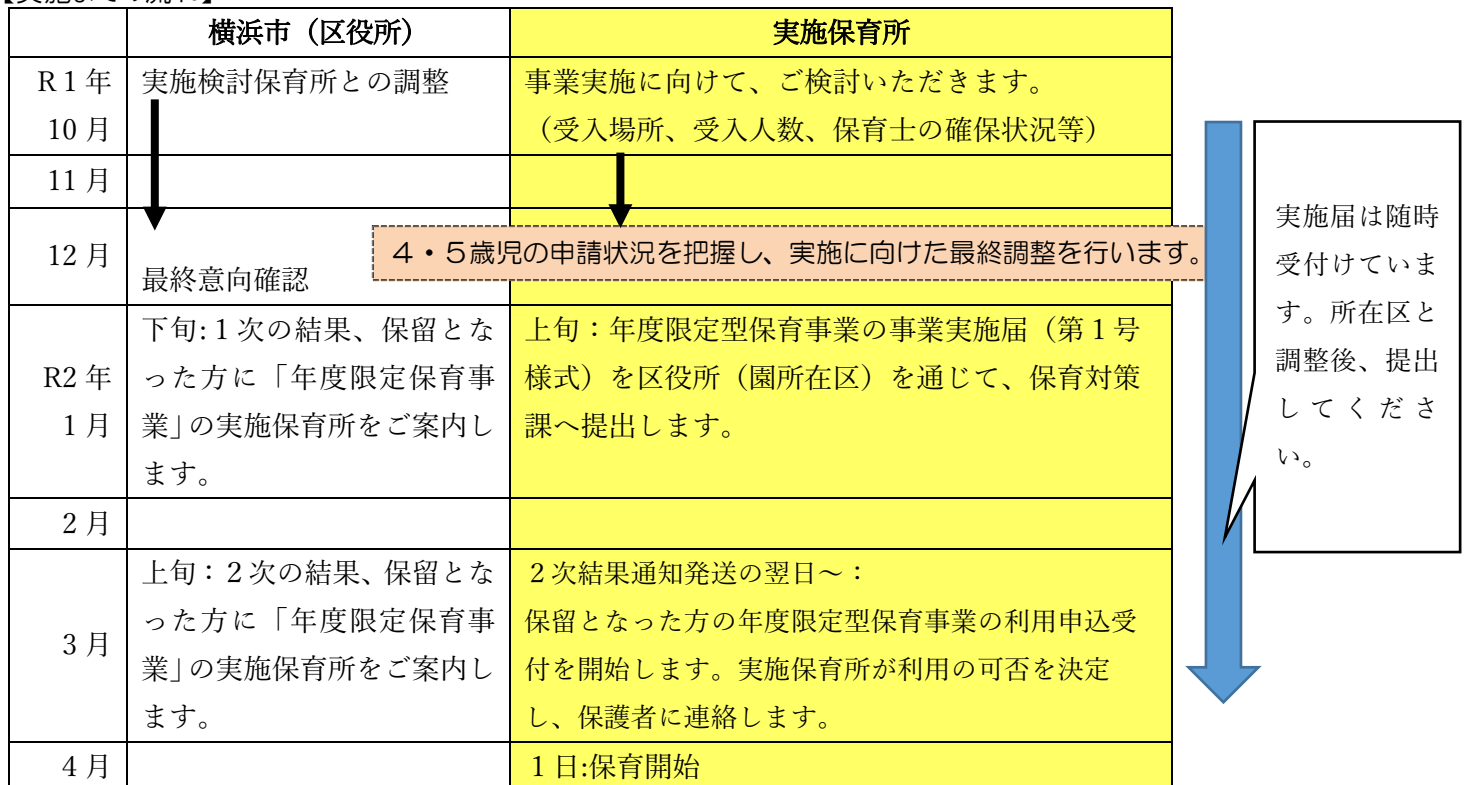 【実施までの流れ】
横浜市（区役所）
実施保育所
R１年
10月
実施検討保育所との調整
事業実施に向けて、ご検討いただきます。
（受入場所、受入人数、保育士の確保状況等）
11月
12月
最終意向確認
４・５歳児の申請状況を把握し、実施に向けた最終調整を行います。
R2年
1月
下旬:１次の結果、保留とな
った方に「年度限定保育事
業」の実施保育所をご案内し
ます。
上旬：年度限定型保育事業の事業実施届（第１号
様式）を区役所（園所在区）を通じて、保育対策
課へ提出します。
2月
3月
上旬：２次の結果、保留とな
った方に「年度限定保育事
業」の実施保育所をご案内し
ます。
２次結果通知発送の翌日～：
保留となった方の年度限定型保育事業の利用申込受
付を開始します。実施保育所が利用の可否を決定
し、保護者に連絡します。
4月
１日:保育開始
実施届は随時
受付けていま
す。所在区と
調整後、提出
してくださ
い。